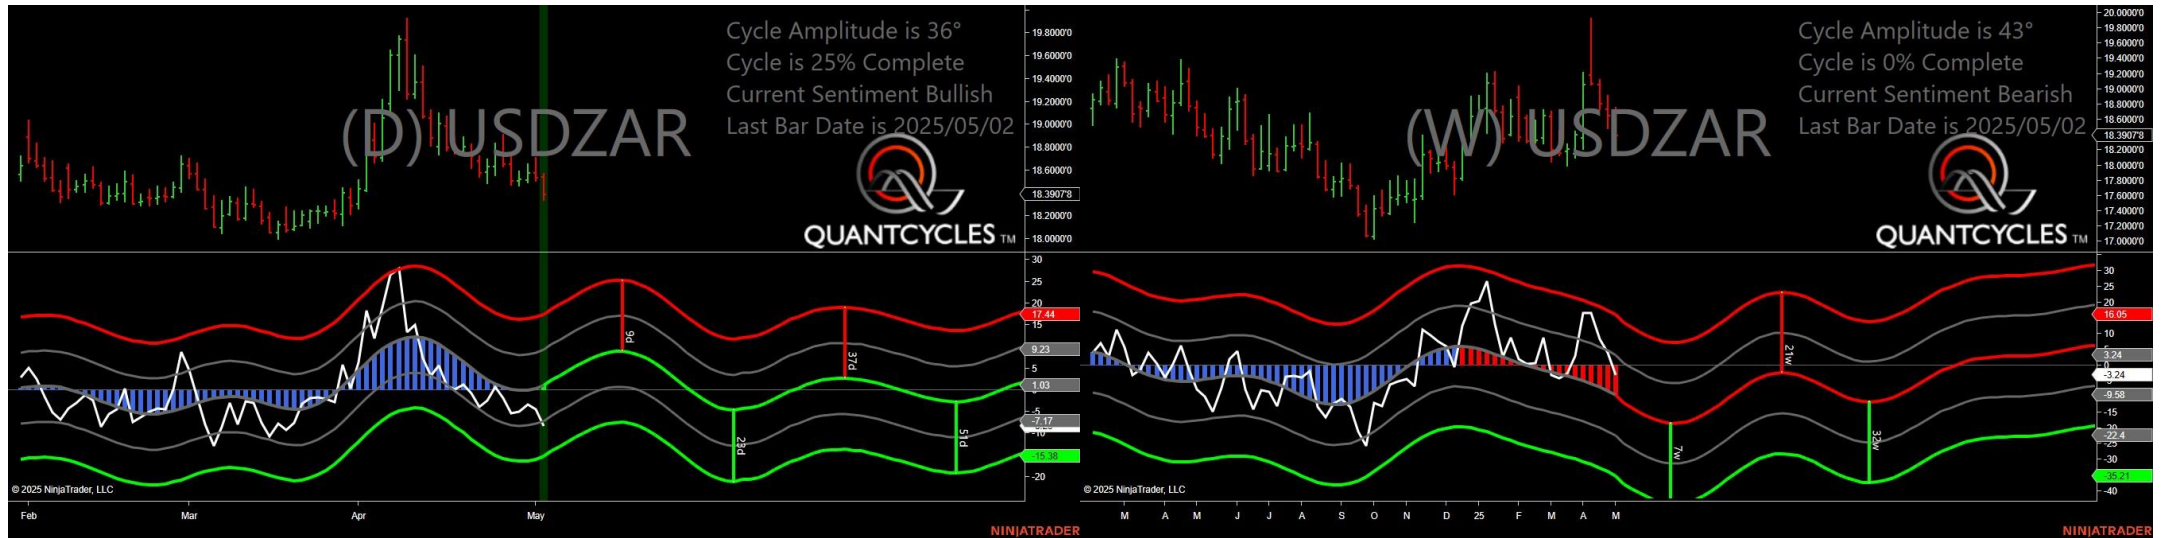 Cycle Amplitude is 36°
Cycle is 25% Complete
Current Sentiment Bullish
Last Bar Date is 2025/05/02
(D) USDZAR
QUANTCYCLES TM
19.8000'0
19.6000'0
19.4000'0
19.2000'0
19.0000'0
18.8000'0
18.6000'0
18.3907'8
18.2000'0
18.0000'0
30
25
20
17.44
15
9.23
5
1.03
-5
-7.17
-10
-15.38
-20
9d
23d
37d
51d
© 2025 NinjaTrader, LLC
Feb
Mar
Apr
May
NINJATRADER
Cycle Amplitude is 43°
Cycle is 0% Complete
Current Sentiment Bearish
Last Bar Date is 2025/05/02
(W) USDZAR
QUANTCYCLES TM
20.0000'0
19.6000'0
19.4000'0
19.2000'0
18.8000'0
18.6000'0
18.3907'8
18.2000'0
18.0000'0
17.8000'0
17.6000'0
17.4000'0
17.2000'0
17.0000'0
30
25
20
16.05
10
3.24
0
-3.24
-9.58
-15
-22.4
-25
-30
-35.21
-40
7w
21w
32w
© 2025 NinjaTrader, LLC
M
A
M
J
J
A
S
O
N
D
25
F
M
A
M
NINJATRADER